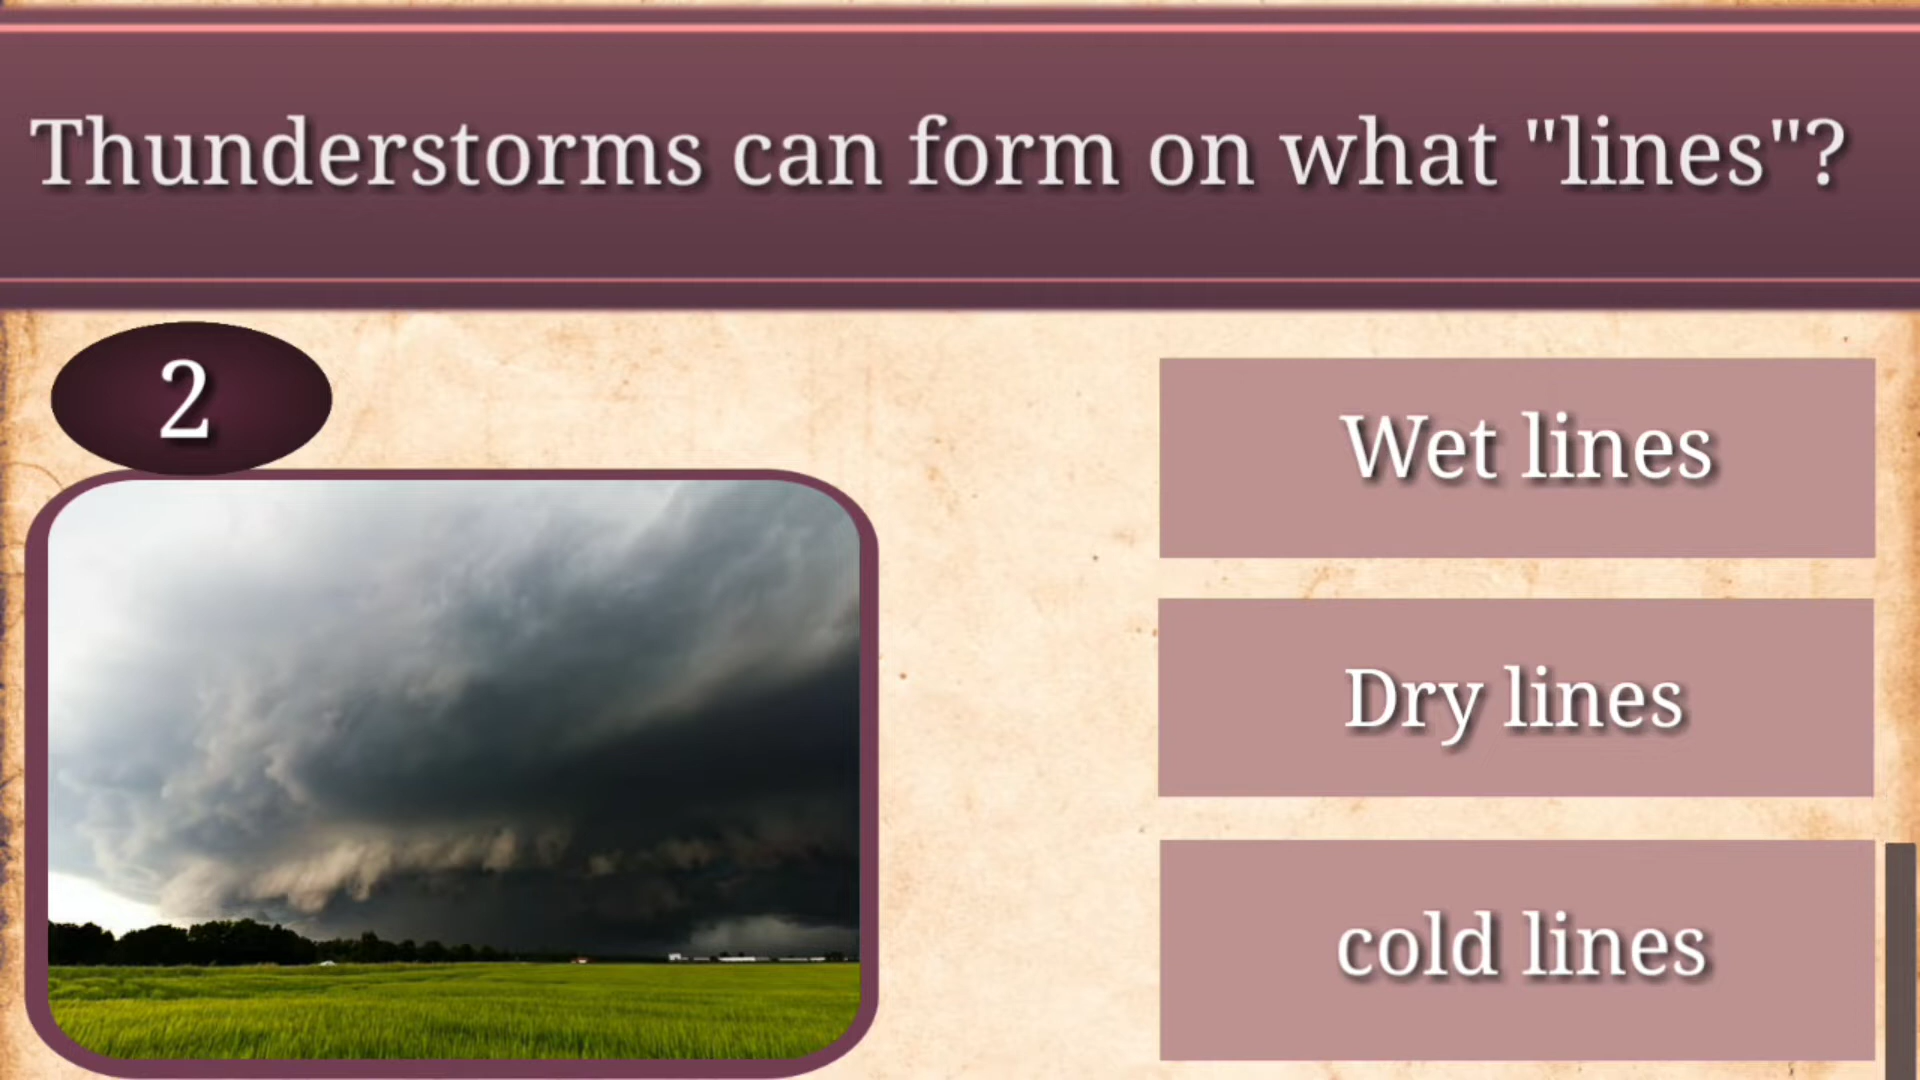 Thunderstorms can form on what "lines"?
2
Wet lines
Dry lines
cold lines